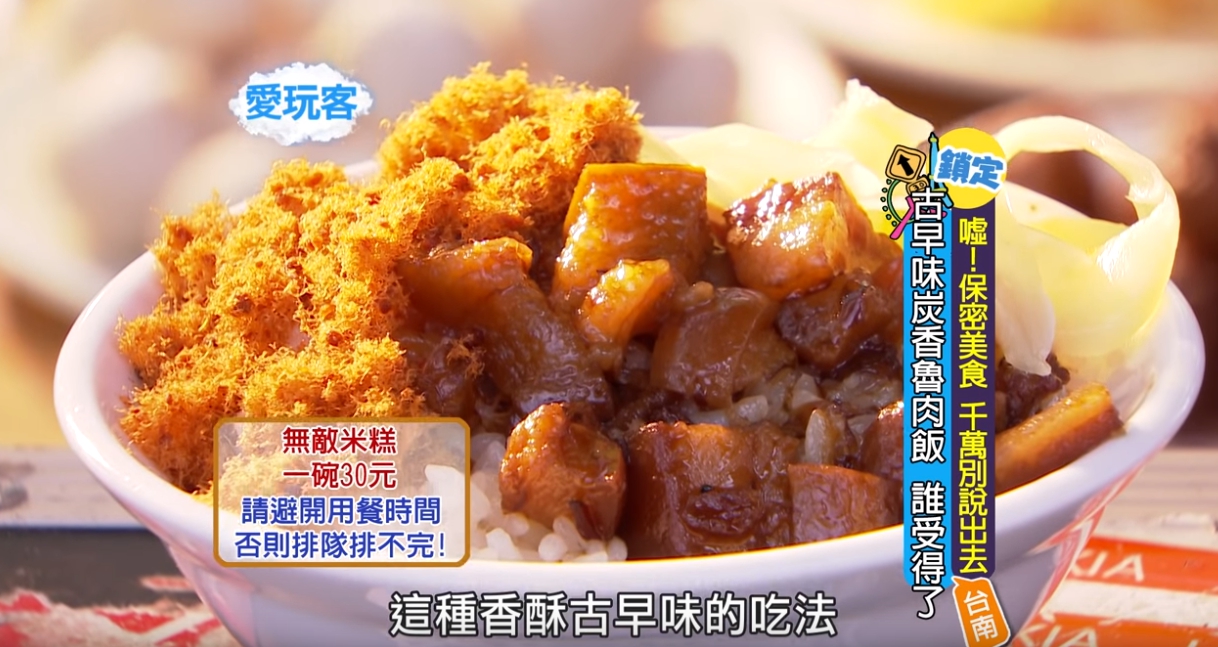 愛玩客
鎖定
噓!保密美食 千萬別說出去
古早味炭香魯肉飯 誰受得了
台南
無敵米糕
一碗30元
請避開用餐時間
否則排隊排不完!
這種香酥古早味的吃法
KIA
KIA